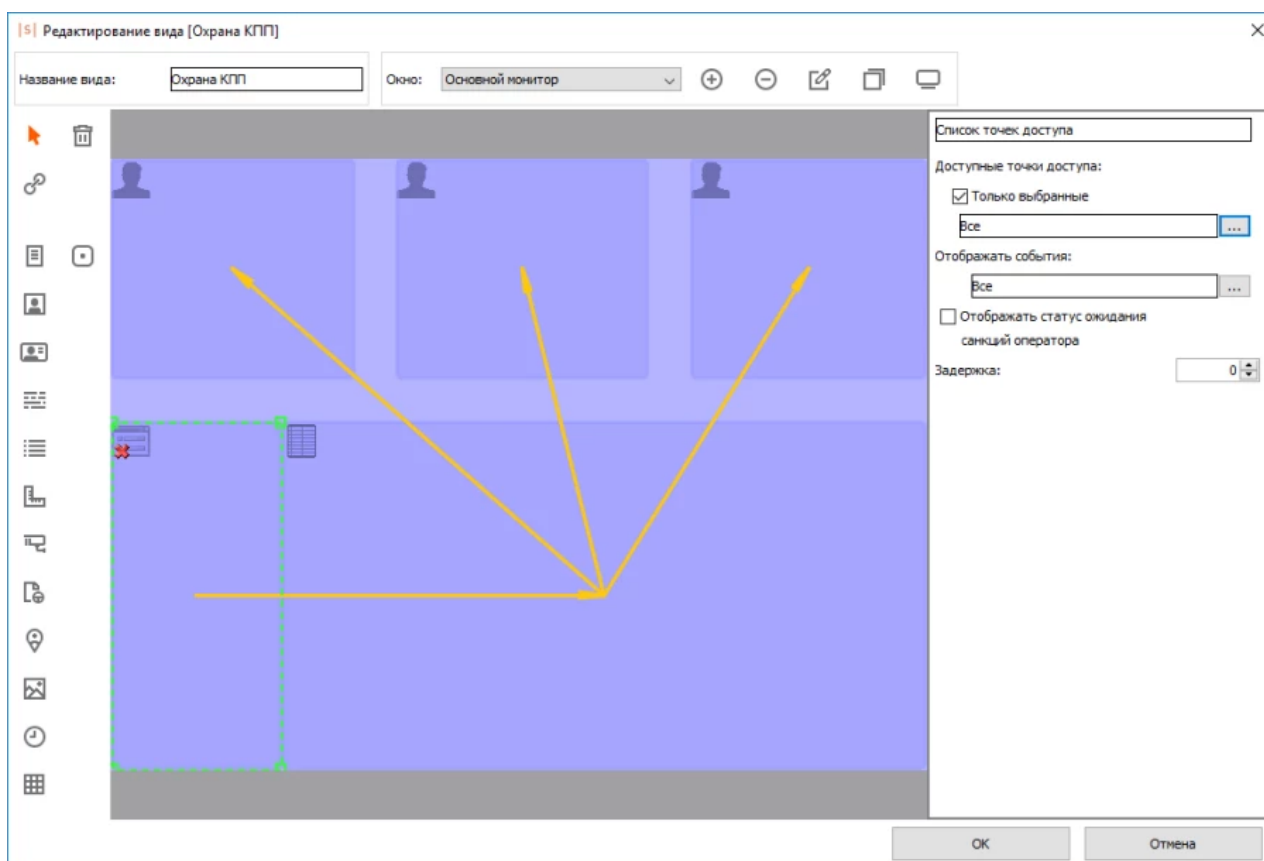 |S| Редактирование вида [Охрана КПП]
Название вида: Охрана КПП Окно: Основной монитор
Список точек доступа
Доступные точки доступа:
Только выбранные
Все ...
Отображать события:
Все ...
Отображать статус ожидания
санкций оператора
Задержка: 0
OK Отмена